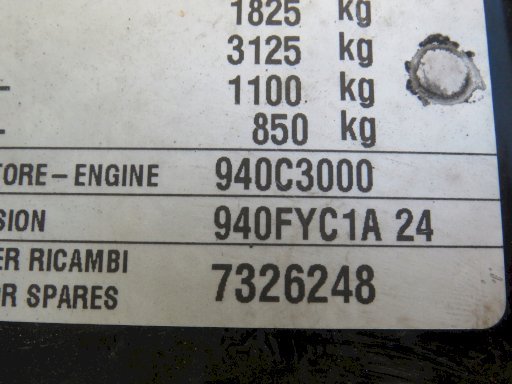 1825 kg
3125 kg
1100 kg
850 kg
TORE – ENGINE 940C3000
SION 940FYC1A 24
ER RICAMBI
OR SPARES 7326248